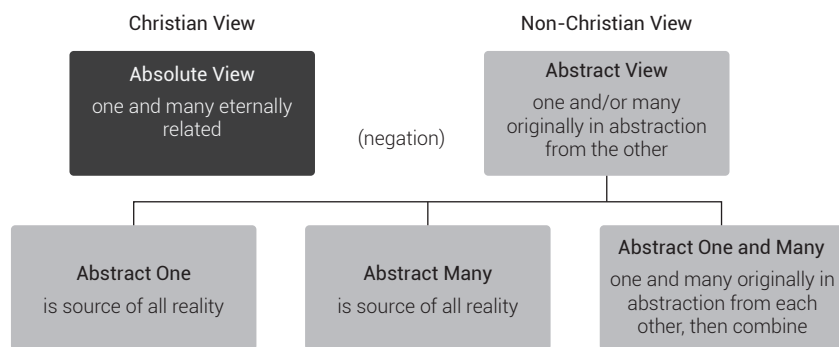 Christian View
Non-Christian View
Absolute View
one and many eternally
related
(negation)
Abstract View
one and/or many
originally in abstraction
from the other
Abstract One
is source of all reality
Abstract Many
is source of all reality
Abstract One and Many
one and many originally in
abstraction from each
other, then combine